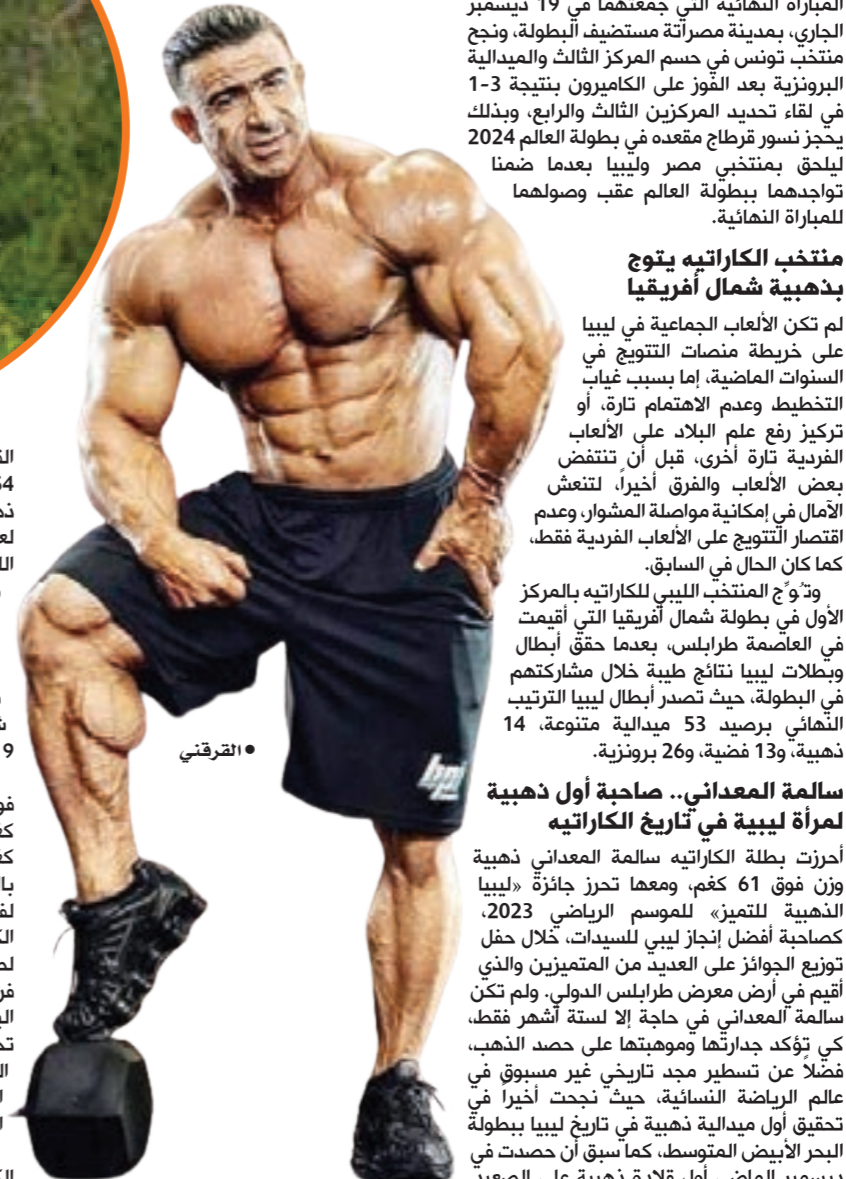 المباراة النهائية التي جمعتهما في 19 ديسمبر
الجاري، بمدينة مصراتة مستضيف البطولة، ونجح
منتخب تونس في حسم المركز الثالث والميدالية
البرونزية بعد الفوز على الكاميرون بنتيجة 3-1
في لقاء تحديد المركزين الثالث والرابع، وبذلك
يحجز نسور قرطاج مقعده في بطولة العالم 2024
ليلحق بمنتخبي مصر وليبيا بعدما ضمنا
تواجدهما ببطولة العالم عقب وصولهما
للمباراة النهائية.
منتخب الكاراتيه يتوج
بذهبية شمال أفريقيا
لم تكن الألعاب الجماعية في ليبيا
على خريطة منصات التتويج في
السنوات الماضية، إما بسبب غياب
التخطيط وعدم الاهتمام تارة، أو
تركيز رفع علم البلاد على الألعاب
الفردية تارة أخرى، قبل أن تنتفض
بعض الألعاب والفرق أخيراً، لتنعش
الآمال في إمكانية مواصلة المشوار، وعدم
اقتصار التتويج على الألعاب الفردية فقط،
كما كان الحال في السابق.
وتُوِّج المنتخب الليبي للكاراتيه بالمركز
الأول في بطولة شمال أفريقيا التي أقيمت
في العاصمة طرابلس، بعدما حقق أبطال
وبطلات ليبيا نتائج طيبة خلال مشاركتهم
في البطولة، حيث تصدر أبطال ليبيا الترتيب
النهائي برصيد 53 ميدالية متنوعة، 14
ذهبية، و13 فضية، و26 برونزية.
سالمة المعداني.. صاحبة أول ذهبية
لمرأة ليبية في تاريخ الكاراتيه
أحرزت بطلة الكاراتيه سالمة المعداني ذهبية
وزن فوق 61 كغم، ومعها تحرز جائزة «ليبيا
الذهبية للتميز» للموسم الرياضي 2023،
كصاحبة أفضل إنجاز ليبي للسيدات، خلال حفل
توزيع الجوائز على العديد من المتميزين والذي
أقيم في أرض معرض طرابلس الدولي. ولم تكن
سالمة المعداني في حاجة إلا لستة أشهر فقط،
كي تؤكد جدارتها وموهبتها على حصد الذهب،
فضلاً عن تسطير مجد تاريخي غير مسبوق في
عالم الرياضة النسائية، حيث نجحت أخيراً في
تحقيق أول ميدالية ذهبية في تاريخ ليبيا ببطولة
البحر الأبيض المتوسط، كما سبق أن حصدت في
ديسمبر الماضي أول قلادة ذهبية على الصعيد
• القرقني
bpi